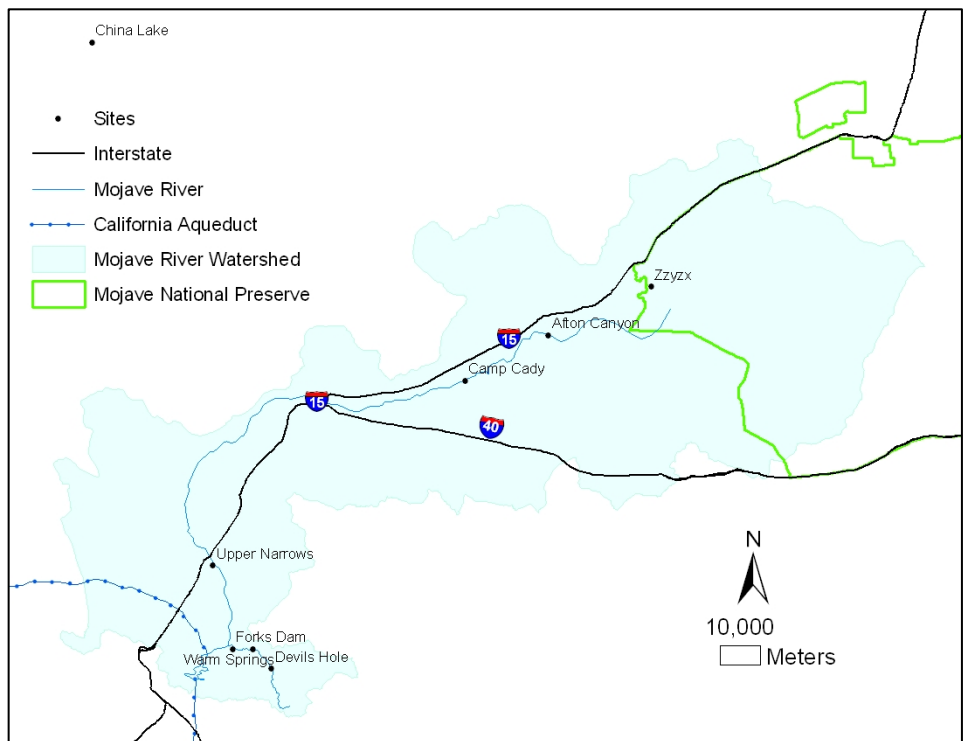 China Lake
Sites
Interstate
Mojave River
California Aqueduct
Mojave River Watershed
Mojave National Preserve
Zzyzx
Afton Canyon
15
Camp Cady
15
40
Upper Narrows
N
10,000
Meters
Forks Dam
Warm Springs
Devils Hole